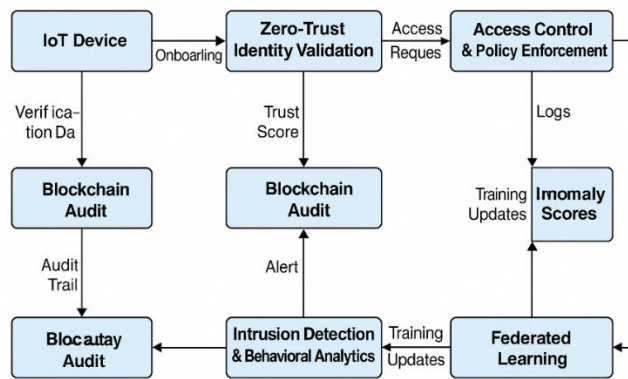 IoT Device
Onboarling
Zero-Trust
Identity Validation
Access
Reques
Access Control
& Policy Enforcement
Verific a-
tion Da
Trust
Score
Logs
Blockchain
Audit
Blockchain
Audit
Training
Updates
Imomaly
Scores
Audit
Trail
Alert
Blocautay
Audit
Intrusion Detection
& Behavioral Analytics
Training
Updates
Federated
Learning